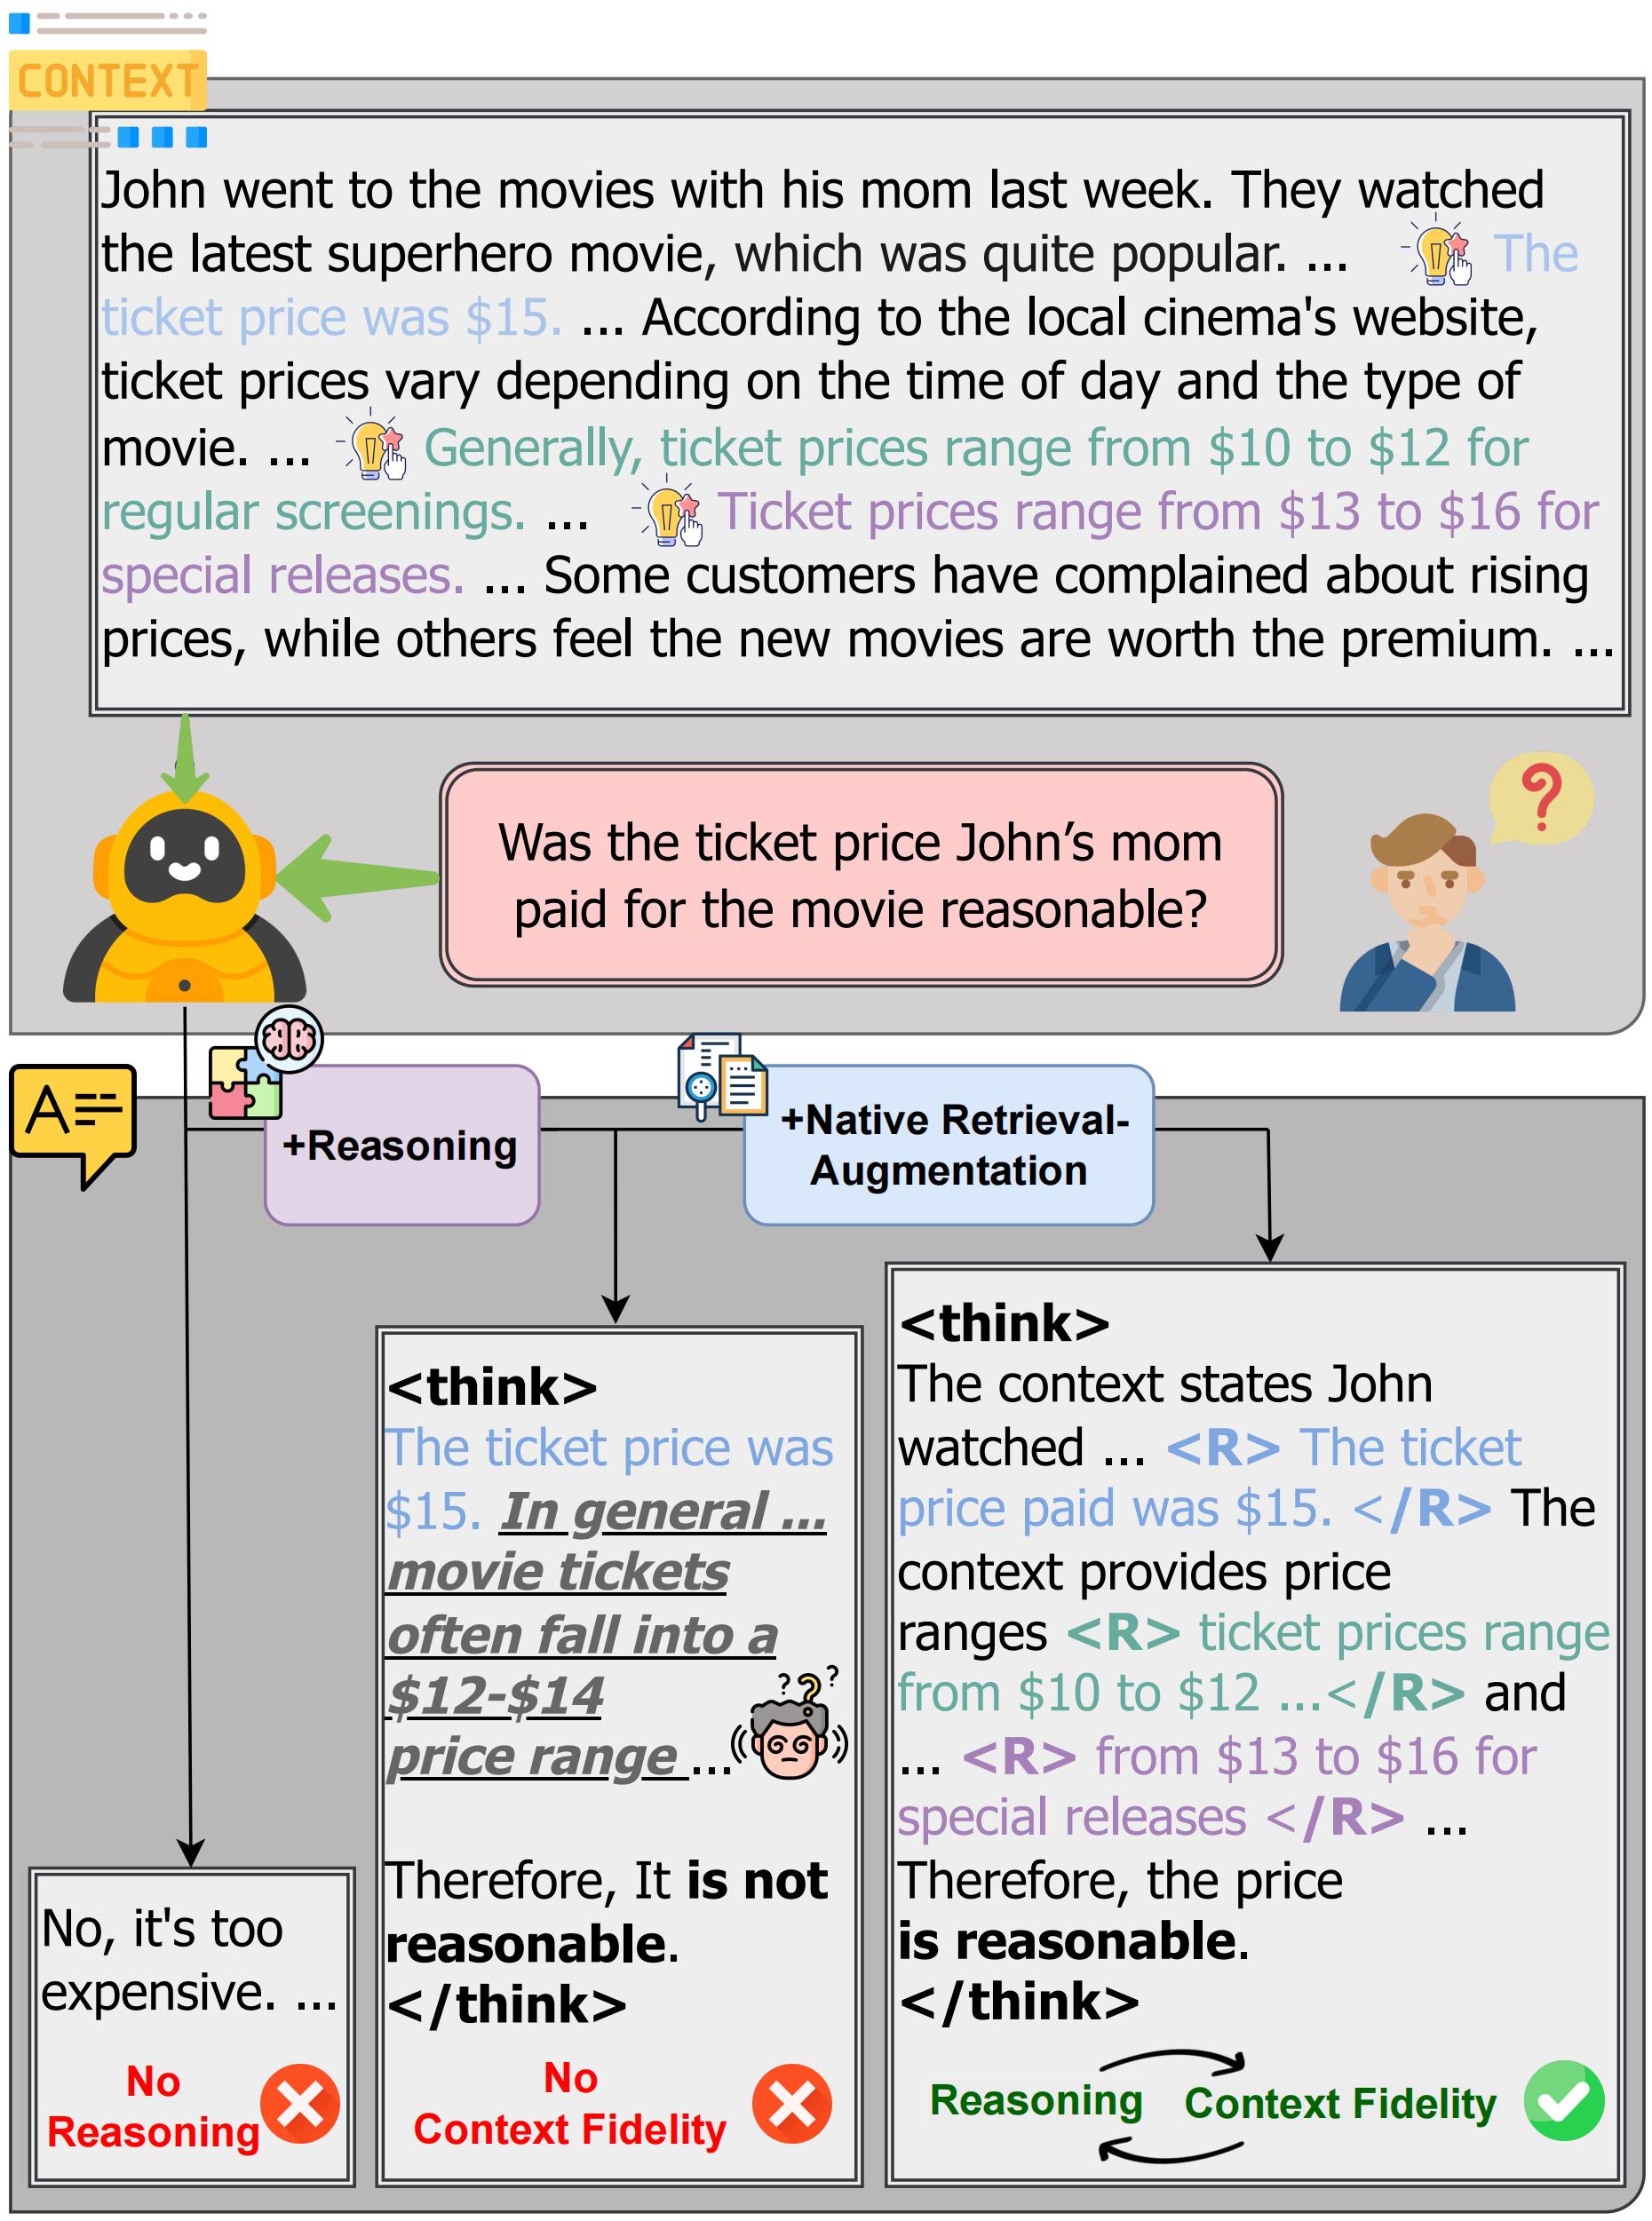 CONTEXT
John went to the movies with his mom last week. They watched
the latest superhero movie, which was quite popular. ... The
ticket price was $15. ... According to the local cinema's website,
ticket prices vary depending on the time of day and the type of
movie. ... Generally, ticket prices range from $10 to $12 for
regular screenings. ... Ticket prices range from $13 to $16 for
special releases. ... Some customers have complained about rising
prices, while others feel the new movies are worth the premium. ...
Was the ticket price John’s mom
paid for the movie reasonable?
?
A
+Reasoning
+Native Retrieval-
Augmentation
No, it's too
expensive. ...
No
Reasoning
<think>
The ticket price was
$15. In general ...
movie tickets
often fall into a
$12-$14
price range ...
? ? ?
Therefore, It is not
reasonable.
</think>
No
Context Fidelity
<think>
The context states John
watched ... <R> The ticket
price paid was $15. </R> The
context provides price
ranges <R> ticket prices range
from $10 to $12 ...</R> and
... <R> from $13 to $16 for
special releases </R> ...
Therefore, the price
is reasonable.
</think>
Reasoning Context Fidelity